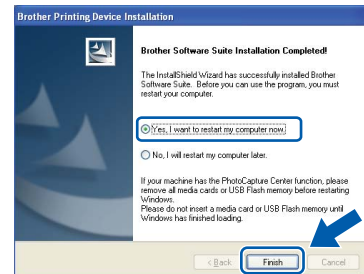 Brother Printing Device Installation
Brother Software Suite Installation Completed!
The InstallShield Wizard has successfully installed Brother
Software Suite. Before you can use the program, you must
restart your computer.
Yes, I want to restart my computer now.
No, I will restart my computer later.
If your machine has the PhotoCapture Center function, please
remove all media cards or USB Flash memory before restarting
Windows.
Please do not insert a media card or USB Flash memory until
Windows has finished loading.
< Back
Finish
Cancel